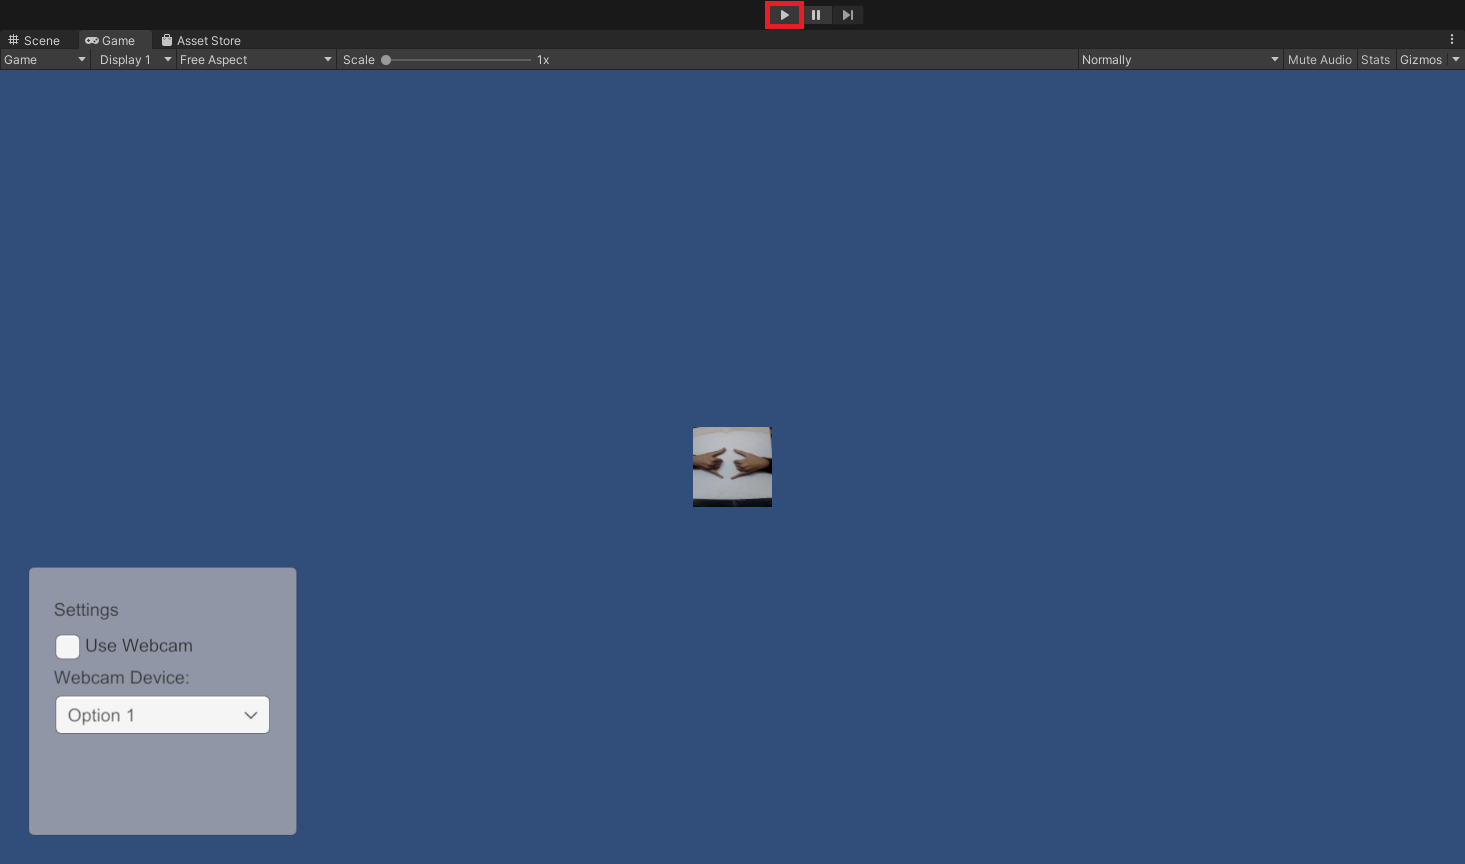 Scene Game Asset Store
Game Display 1 Free Aspect Scale 1x Normally Mute Audio Stats Gizmos
Settings
Use Webcam
Webcam Device:
Option 1